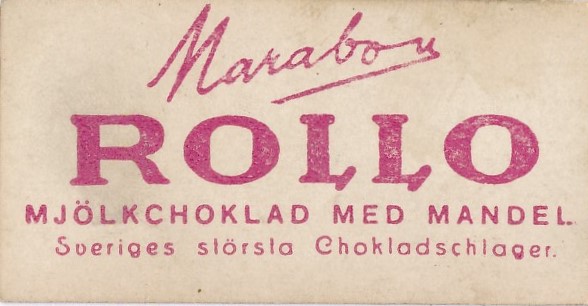 Marabou
ROLLO
MJÖLKCHOKLAD MED MANDEL
Sveriges största Chokladschlager.